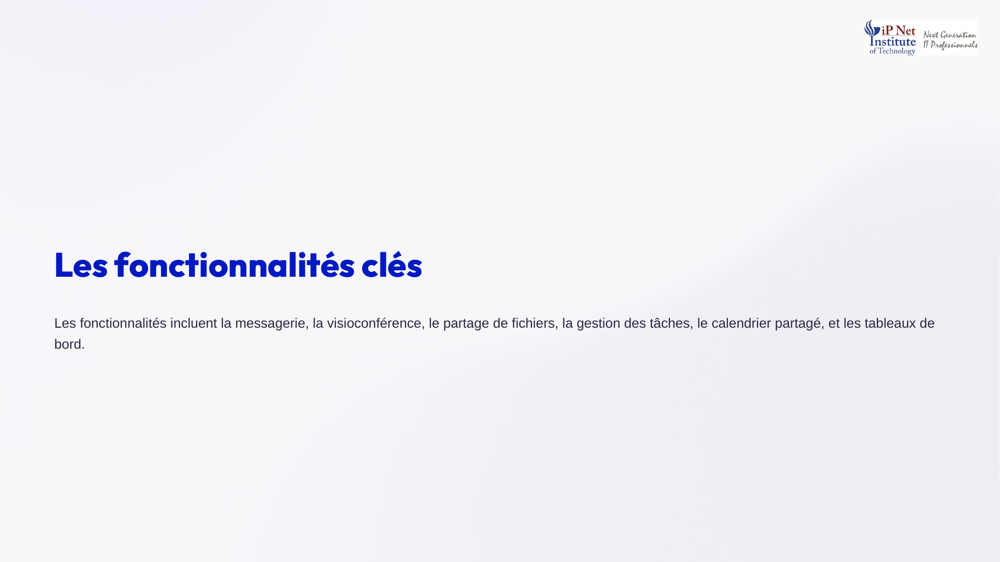 iP Net
Institute
of Technology
Next Generation
IT Professionnels
Les fonctionnalités clés
Les fonctionnalités incluent la messagerie, la visioconférence, le partage de fichiers, la gestion des tâches, le calendrier partagé, et les tableaux de
bord.